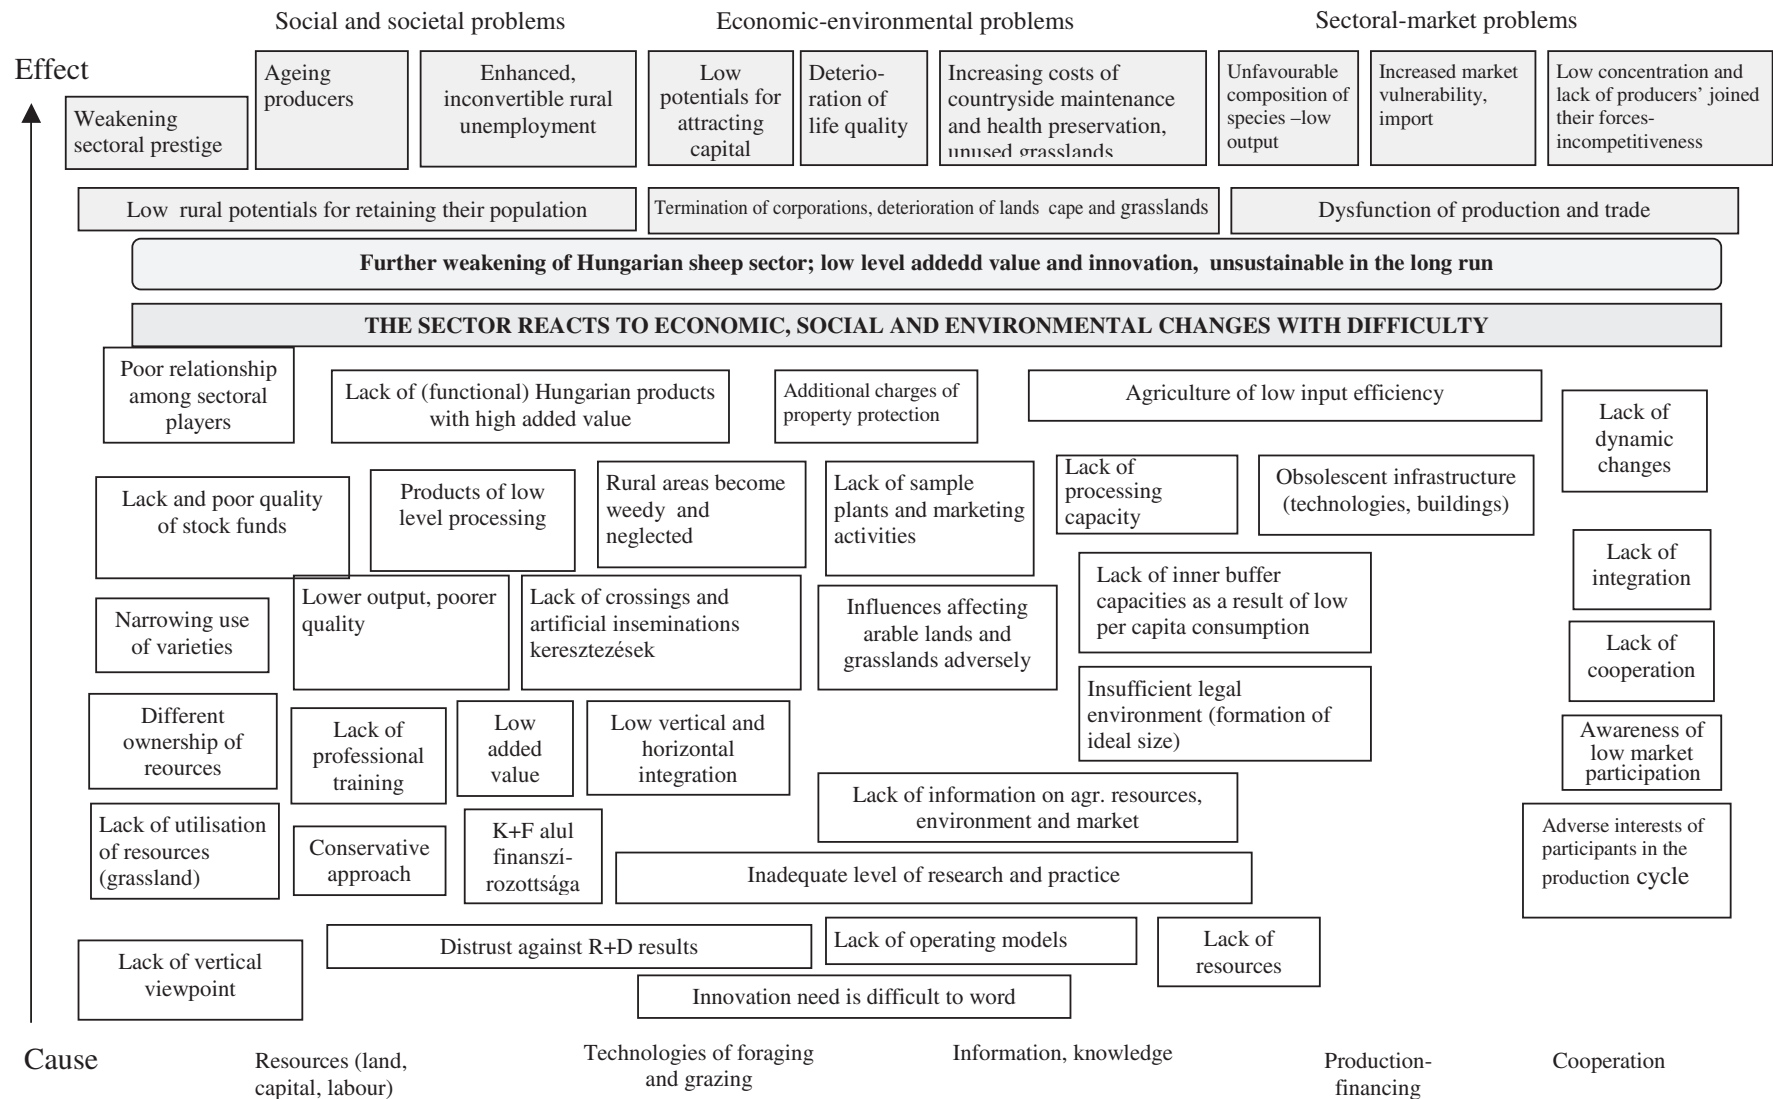 Social and societal problems
Economic-environmental problems
Sectoral-market problems
Effect
Weakening
sectoral prestige
Ageing
producers
Enhanced,
inconvertible rural
unemployment
Low
potentials for
attracting
capital
Deterio-
ration of
life quality
Increasing costs of
countryside maintenance
and health preservation,
unused grasslands
Unfavourable
composition of
species –low
output
Increased market
vulnerability,
import
Low concentration and
lack of producers’ joined
their forces-
incompetitiveness
Low rural potentials for retaining their population
Termination of corporations, deterioration of lands cape and grasslands
Dysfunction of production and trade
Further weakening of Hungarian sheep sector; low level addedd value and innovation, unsustainable in the long run
THE SECTOR REACTS TO ECONOMIC, SOCIAL AND ENVIRONMENTAL CHANGES WITH DIFFICULTY
Poor relationship
among sectoral
players
Lack of (functional) Hungarian products
with high added value
Additional charges of
property protection
Agriculture of low input efficiency
Lack of
dynamic
changes
Lack and poor quality
of stock funds
Products of low
level processing
Rural areas become
weedy and
neglected
Lack of sample
plants and marketing
activities
Lack of
processing
capacity
Obsolescent infrastructure
(technologies, buildings)
Lack of
integration
Narrowing use
of varieties
Lower output, poorer
quality
Lack of crossings and
artificial inseminations
keresztezések
Influences affecting
arable lands and
grasslands adversely
Lack of inner buffer
capacities as a result of low
per capita consumption
Lack of
cooperation
Different
ownership of
reources
Lack of
professional
training
Low
added
value
Low vertical and
horizontal
integration
Insufficient legal
environment (formation of
ideal size)
Awareness of
low market
participation
Lack of utilisation
of resources
(grassland)
Conservative
approach
K+F alul
finanszí-
rozottsága
Lack of information on agr. resources,
environment and market
Inadequate level of research and practice
Adverse interests of
participants in the
production cycle
Lack of vertical
viewpoint
Distrust against R+D results
Lack of operating models
Lack of
resources
Innovation need is difficult to word
Cause
Resources (land,
capital, labour)
Technologies of foraging
and grazing
Information, knowledge
Production-
financing
Cooperation